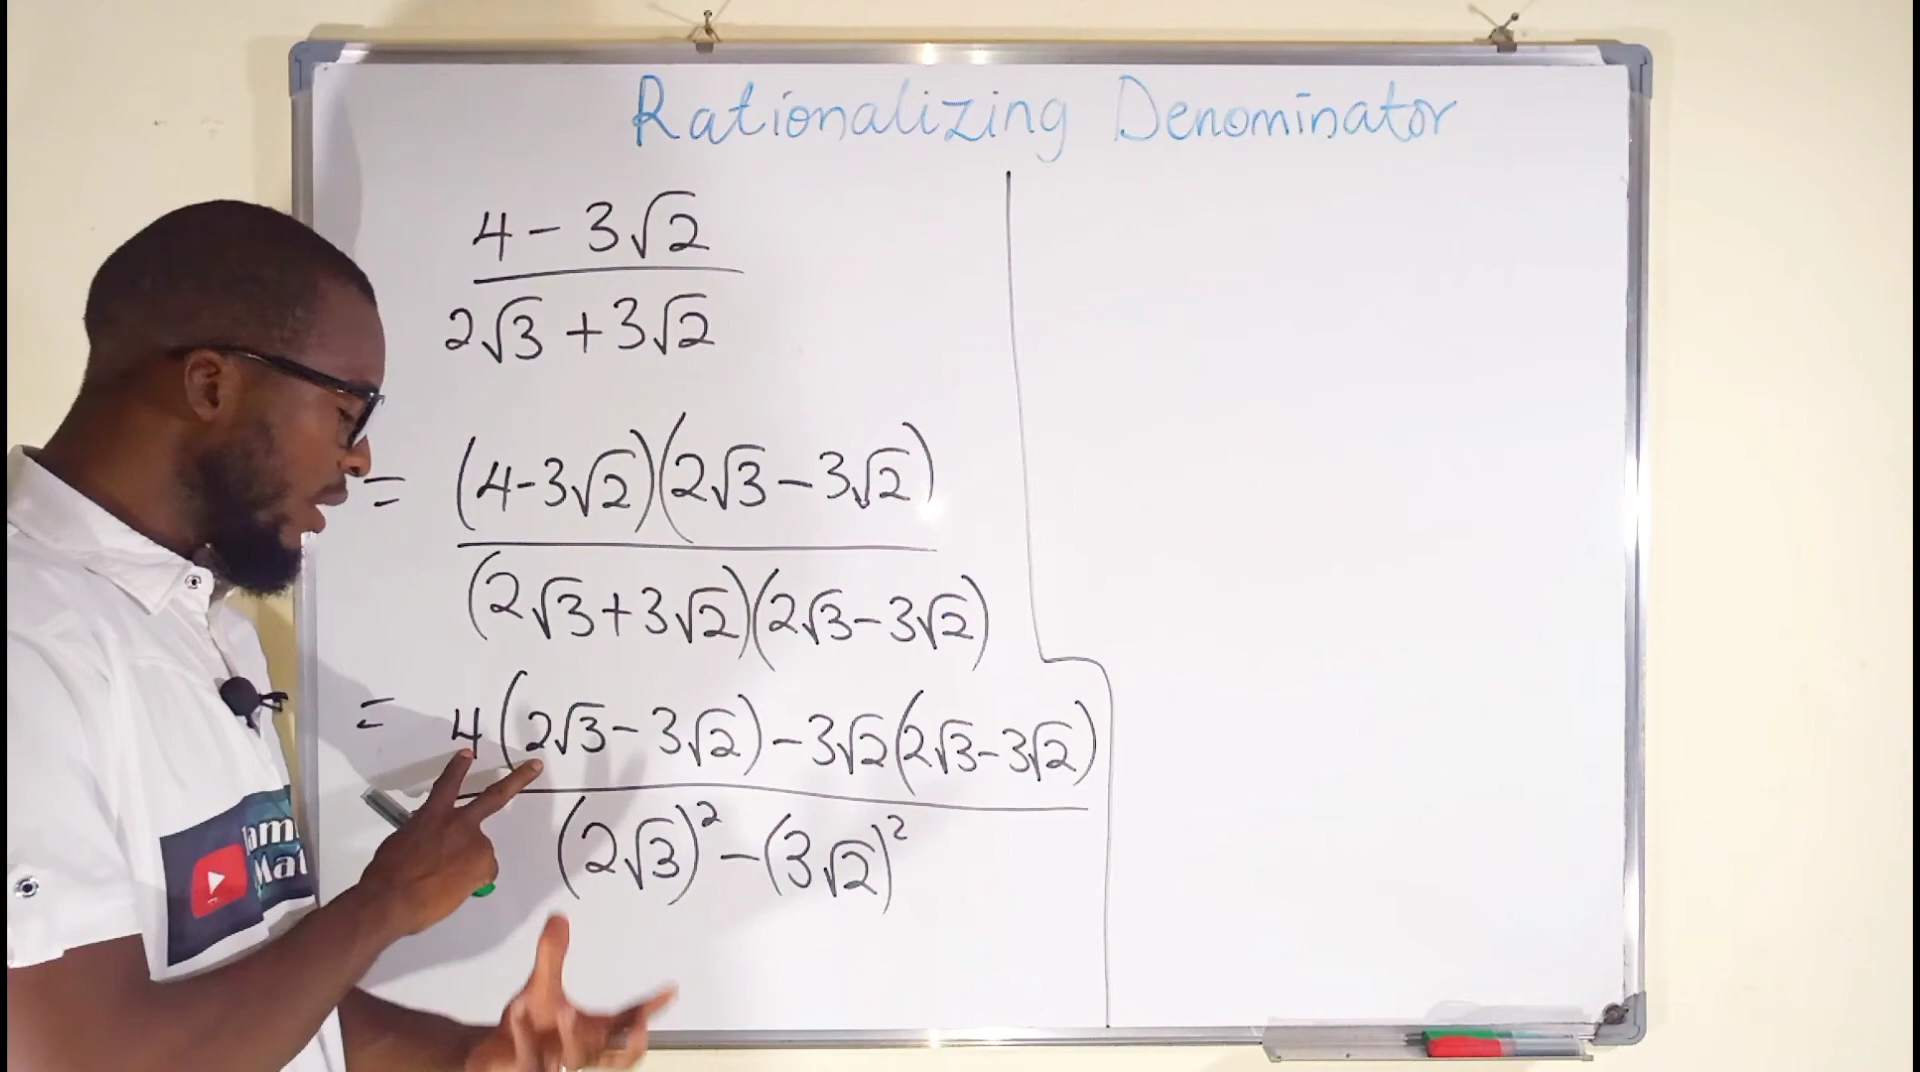 Rationalizing Denominator
4 - 3√2
2√3 + 3√2
= (4-3√2)(2√3-3√2)
(2√3+3√2)(2√3-3√2)
= 4(2√3-3√2)-3√2(2√3-3√2)
(2√3)²-(3√2)²